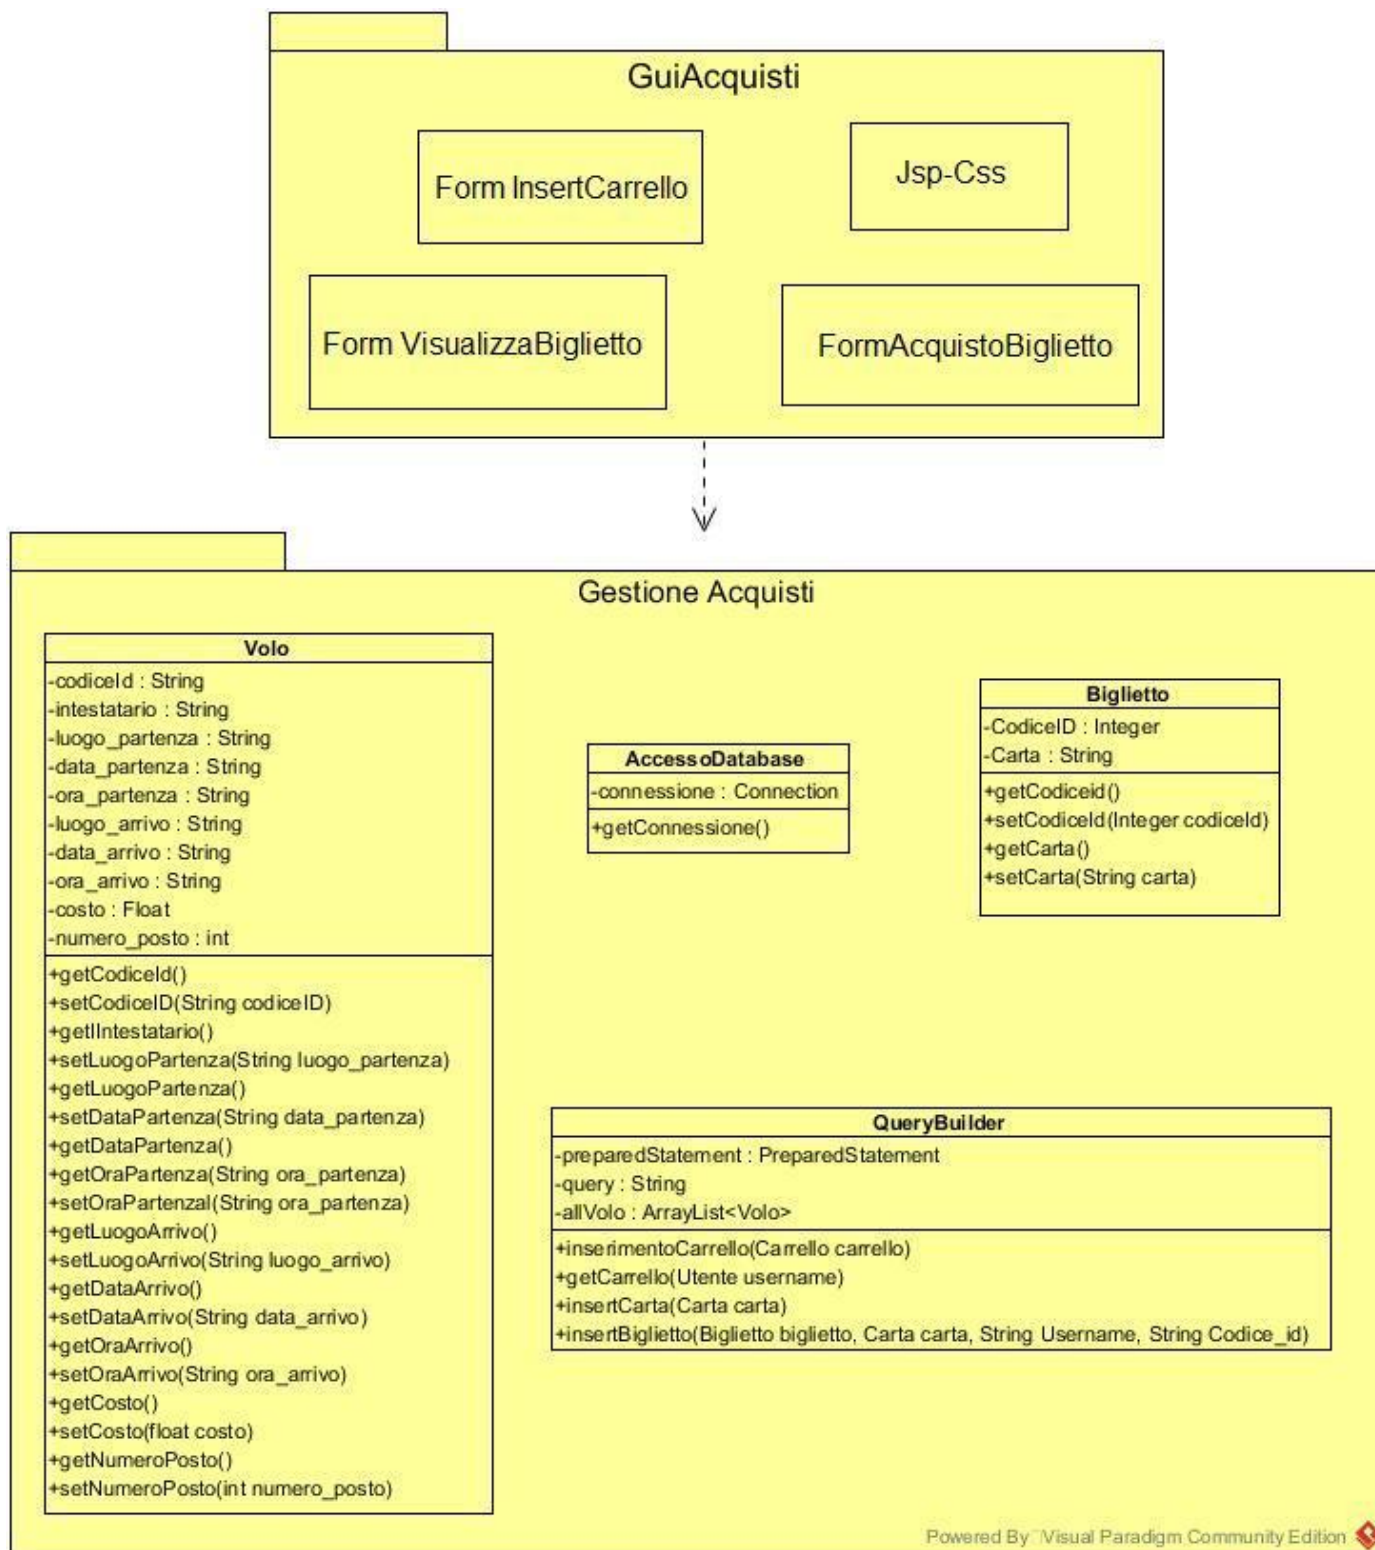 GuiAcquisti
Form InsertCarrello
Jsp-Css
Form VisualizzaBiglietto
FormAcquistoBiglietto
Gestione Acquisti
Volo
-codiceId : String
-intestatario : String
-luogo_partenza : String
-data_partenza : String
-ora_partenza : String
-luogo_arrivo : String
-data_arrivo : String
-ora_arrivo : String
-costo : Float
-numero_posto : int
+getCodiceId()
+setCodiceID(String codiceID)
+getIIntestatario()
+setLuogoPartenza(String luogo_partenza)
+getLuogoPartenza()
+setDataPartenza(String data_partenza)
+getDataPartenza()
+getOraPartenza(String ora_partenza)
+setOraPartenzaI(String ora_partenza)
+getLuogoArrivo()
+setLuogoArrivo(String luogo_arrivo)
+getDataArrivo()
+setDataArrivo(String data_arrivo)
+getOraArrivo()
+setOraArrivo(String ora_arrivo)
+getCosto()
+setCosto(float costo)
+getNumeroPosto()
+setNumeroPosto(int numero_posto)
AccessoDatabase
-connessione : Connection
+getConnessione()
Biglietto
-CodiceID : Integer
-Carta : String
+getCodiceid()
+setCodiceId(Integer codiceId)
+getCarta()
+setCarta(String carta)
QueryBuilder
-preparedStatement : PreparedStatement
-query : String
-allVolo : ArrayList<Volo>
+inserimentoCarrello(Carrello carrello)
+getCarrello(Utente username)
+insertCarta(Carta carta)
+insertBiglietto(Biglietto biglietto, Carta carta, String Username, String Codice_id)
Powered By Visual Paradigm Community Edition